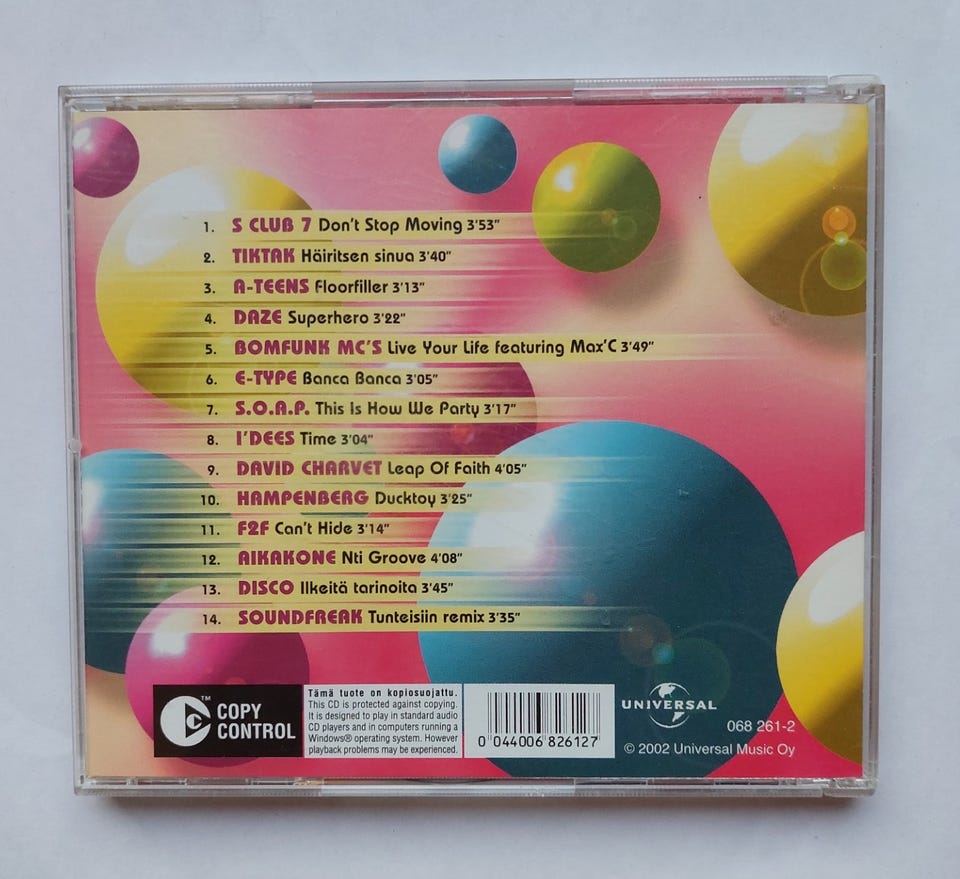 1. S CLUB 7 Don't Stop Moving 3'53"
2. TIKTAK Häiritsen sinua 3'40"
3. A-TEENS Floorfiller 3'13"
4. DAZE Superhero 3'22"
5. BOMFUNK MC'S Live Your Life featuring Max'C 3'49"
6. E-TYPE Banca Banca 3'05"
7. S.O.A.P. This Is How We Party 3'17"
8. I'DEES Time 3'04"
9. DAVID CHARVET Leap Of Faith 4'05"
10. HAMPENBERG Ducktoy 3'25"
11. F2F Can't Hide 3'14"
12. AIKAKONE Nti Groove 4'08"
13. DISCO Ilkeitä tarinoita 3'45"
14. SOUNDFREAK Tunteisiin remix 3'35"
COPY CONTROL™
Tämä tuote on kopiosuojattu.
This CD is protected against copying.
It is designed to play in standard audio
CD players and in computers running a
Windows® operating system. However
playback problems may be experienced.
0 044006 826127
UNIVERSAL
068 261-2
© 2002 Universal Music Oy